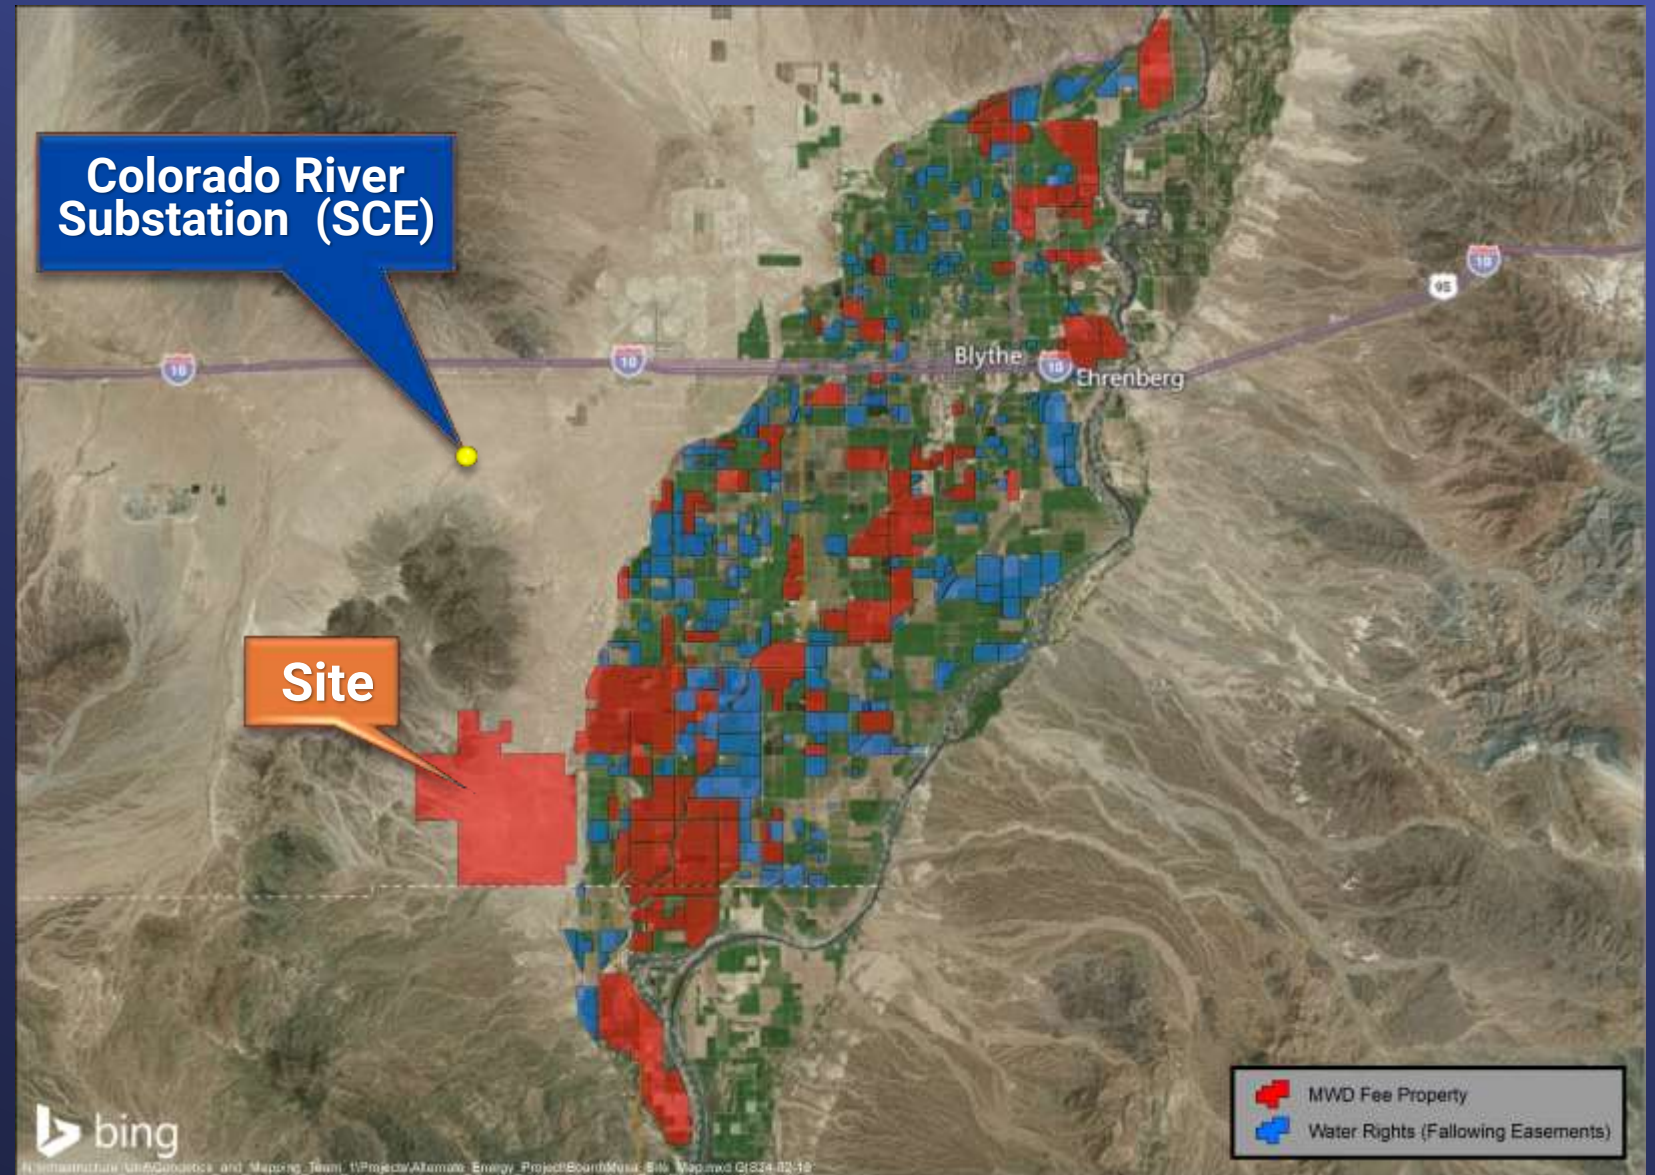 Colorado River
Substation (SCE)
10
95
10
10
Blythe
10
Ehrenberg
Site
MWD Fee Property
Water Rights (Fallowing Easements)
bing